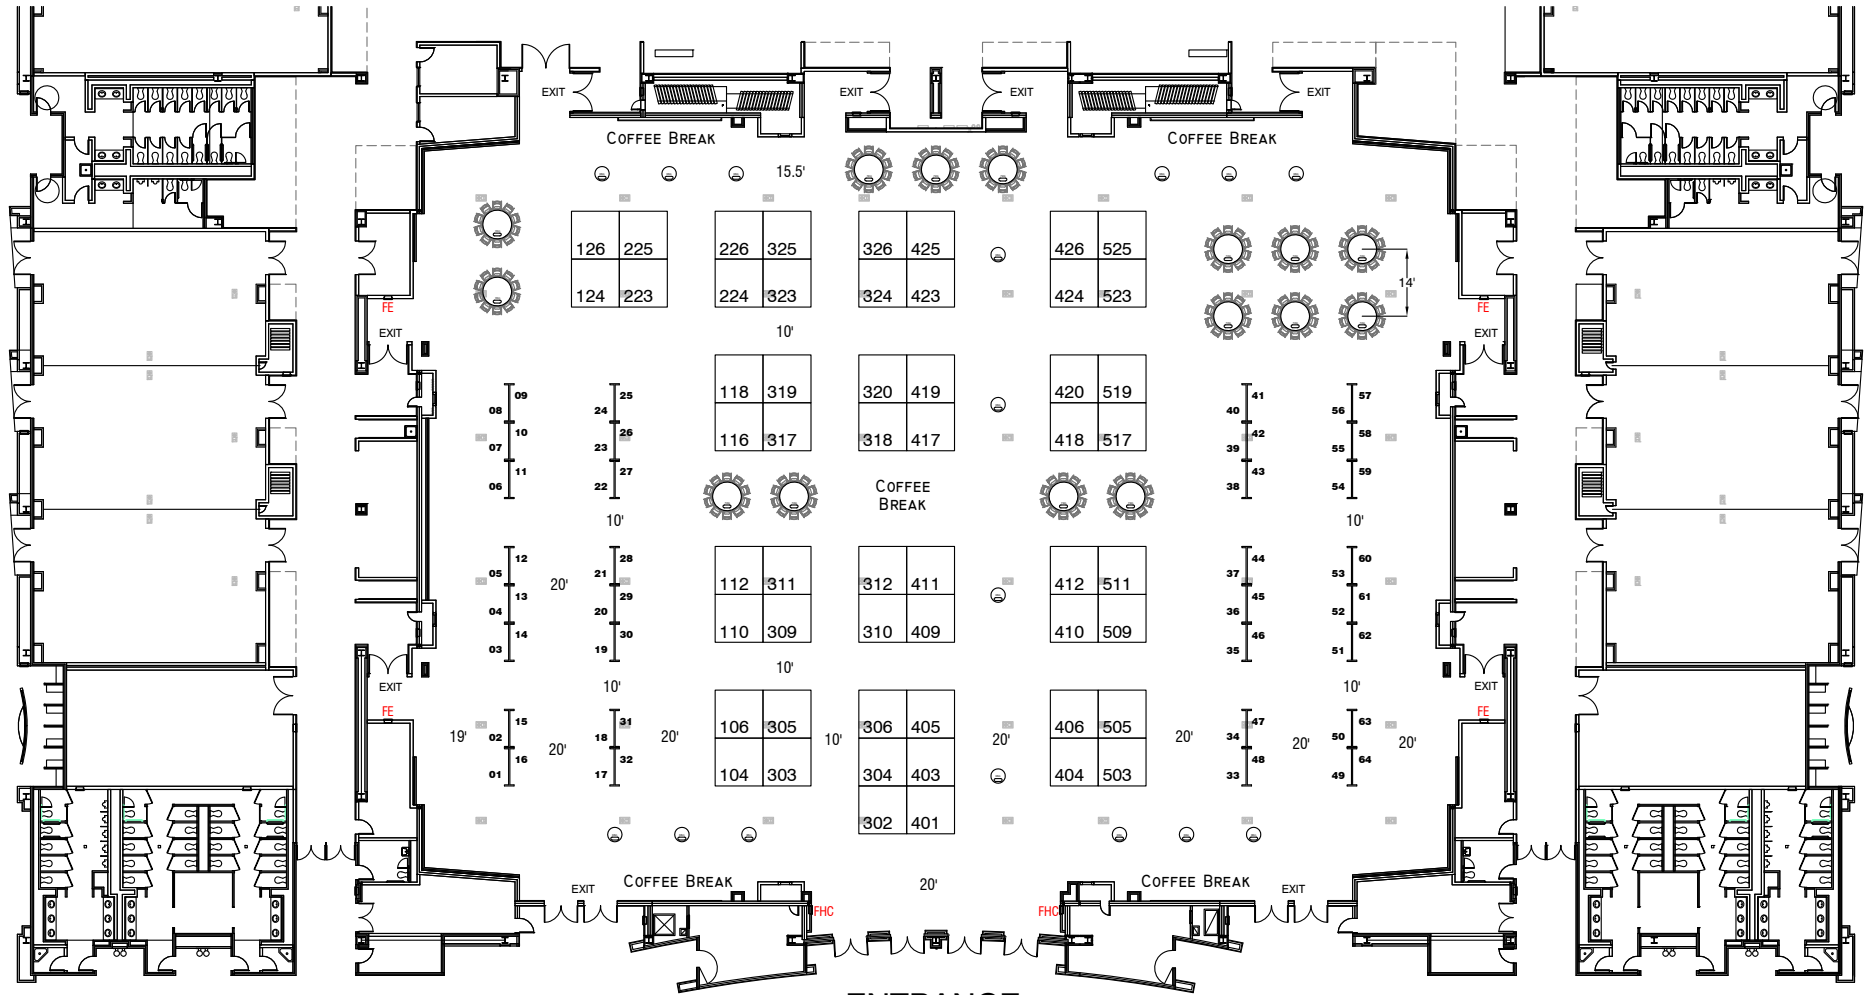 EXIT EXIT EXIT EXIT
COFFEE BREAK COFFEE BREAK
15.5'
126 225 226 325 326 425 426 525
124 223 224 323 324 423 424 523
14'
FE FE
EXIT 10' EXIT
118 319 320 419 420 519
09 25 41 57
08 24 40 56
10 26 42 58
116 317 318 417 418 517
07 23 39 55
11 27 43 59
06 22 38 54
COFFEE
BREAK
10' 10'
12 28 44 60
05 21 37 53
20' 112 311 312 411 412 511
13 29 45 61
04 20 36 52
14 30 46 62
110 309 310 409 410 509
03 19 35 51
10'
EXIT 10' 10' EXIT
FE FE
15 31 47 63
106 305 306 405 406 505
02 18 34 50
19' 20' 20' 10' 20' 20' 20' 20'
16 32 48 64
01 17 33 49
104 303 304 403 404 503
302 401
COFFEE BREAK 20' COFFEE BREAK
EXIT EXIT
FHC FHC
ENTRANCE